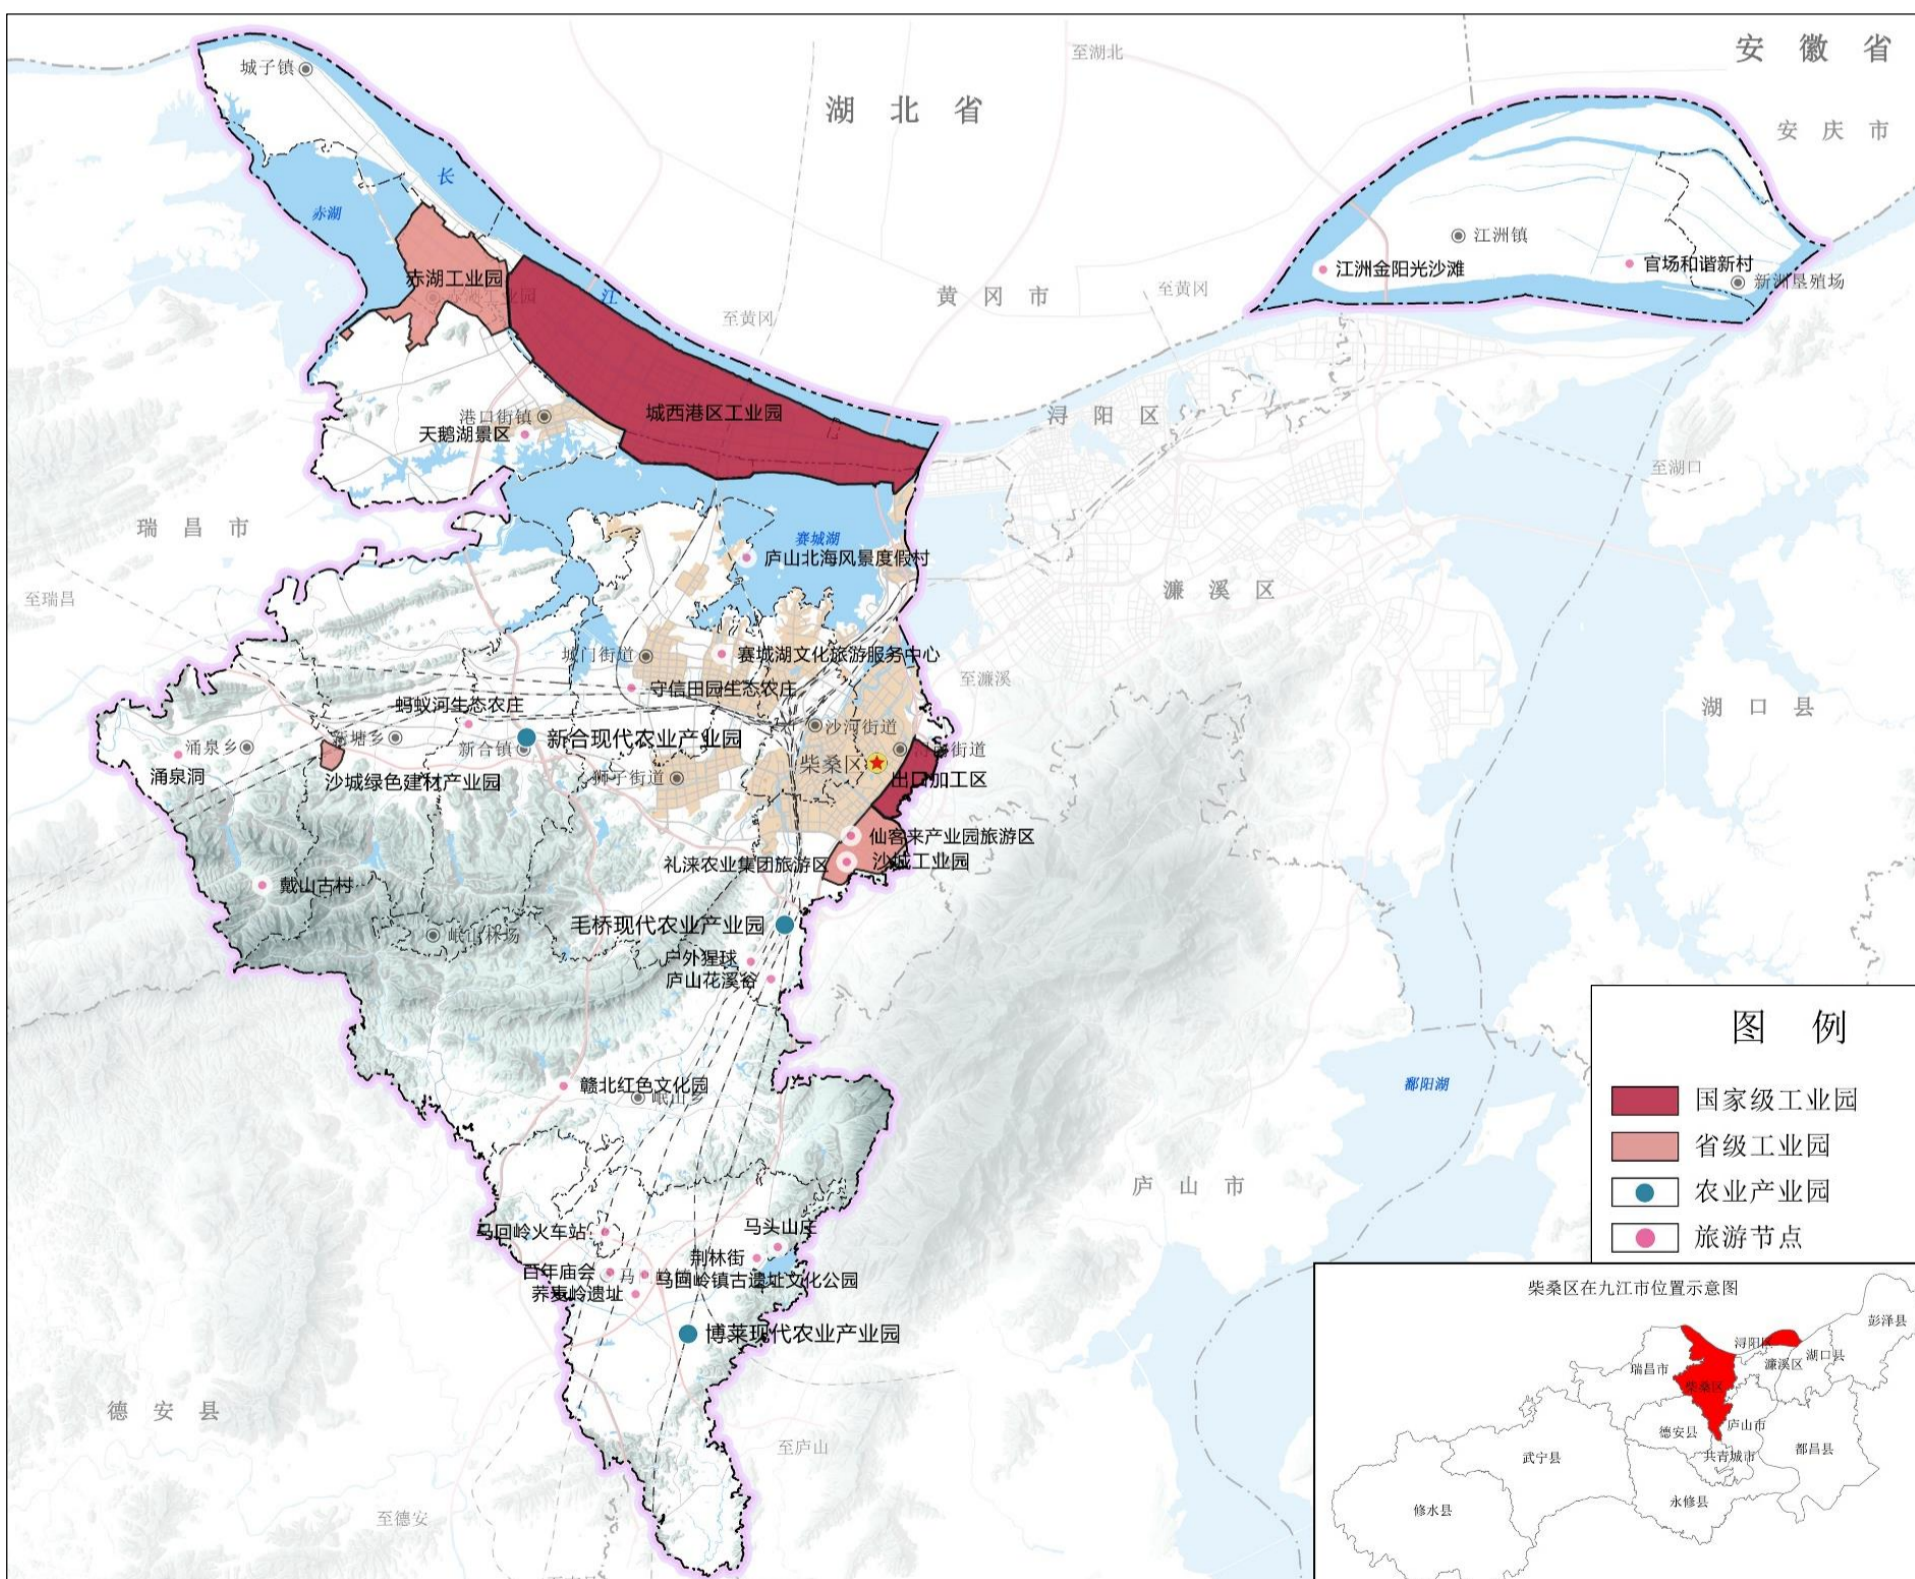 安徽省
城子镇
至湖北
湖北省
安庆市
长
赤湖
江洲镇
江洲金阳光沙滩
官场和谐新村
新洲垦殖场
赤湖工业园
江
黄冈市
至黄冈
至黄冈
城西港区工业园
浔阳区
港口街镇
天鹅湖景区
至湖口
瑞昌市
赛城湖
庐山北海风景度假村
濂溪区
至瑞昌
城门街道
赛城湖文化旅游服务中心
至濂溪
守信田园生态农庄
蚂蚁河生态农庄
沙河街道
湖口县
涌泉乡
新塘乡
新合镇
新合现代农业产业园
街道
涌泉洞
沙城绿色建材产业园
狮子街道
柴桑区
出口加工区
仙客来产业园旅游区
礼涞农业集团旅游区
沙城工业园
戴山古村
毛桥现代农业产业园
岷山林场
户外猩球
庐山花溪谷
赣北红色文化园
岷山乡
鄱阳湖
庐山市
马回岭火车站
马头山庄
荆林街
百年庙会
马
马回岭镇古遗址文化公园
荞麦岭遗址
博莱现代农业产业园
德安县
至庐山
至德安
图例
国家级工业园
省级工业园
农业产业园
旅游节点
柴桑区在九江市位置示意图
彭泽县
浔阳区
湖口县
瑞昌市
濂溪区
柴桑区
庐山市
德安县
都昌县
共青城市
武宁县
永修县
修水县